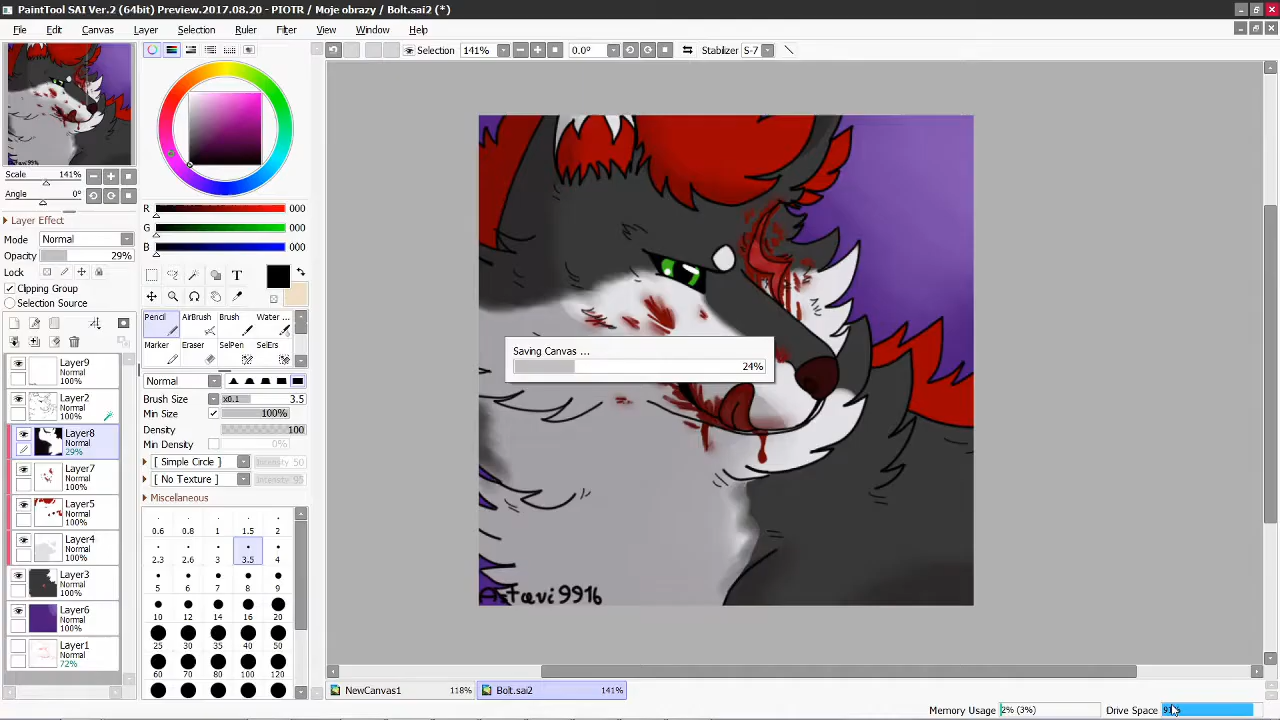 PaintTool SAI Ver.2 (64bit) Preview.2017.08.20 - PIOTR / Moje obrazy / Bolt.sai2 (*)
File Edit Canvas Layer Selection Ruler Filter View Window Help
Selection 141% 0.0° Stabilizer S-7
Scale 141%
Angle 0°
Layer Effect
Mode Normal
Opacity 29%
Lock
Clipping Group
Selection Source
R 000
G 000
B 000
T
Pencil AirBrush Brush Water ...
Marker Eraser SelPen SelErs
Normal
Brush Size x0.1 3.5
Min Size 100%
Density 100
Min Density 0%
[ Simple Circle ] Intensity 50
[ No Texture ] Intensity 95
Miscellaneous
0.6 0.8 1 1.5 2
2.3 2.6 3 3.5 4
5 6 7 8 9
10 12 14 16 20
25 30 35 40 50
60 70 80 100 120
Layer9
Normal
100%
Layer2
Normal
100%
Layer8
Normal
29%
Layer7
Normal
100%
Layer5
Normal
100%
Layer4
Normal
100%
Layer3
Normal
100%
Layer6
Normal
100%
Layer1
Normal
72%
Saving Canvas ...
24%
NewCanvas1 118% Bolt.sai2 141%
Memory Usage 2% (3%) Drive Space